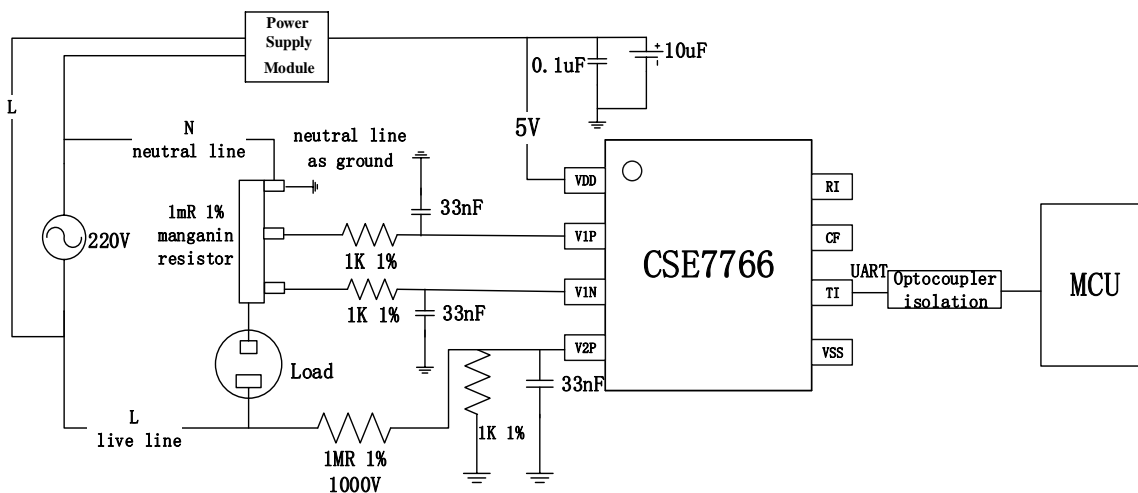 Power
Supply
Module
10uF
0.1uF
L
5V
N
neutral line
neutral line
as ground
VDD
RI
33nF
1mR 1%
manganin
resistor
220V
V1P
CF
CSE7766
1K 1%
UART
Optocoupler
isolation
MCU
V1N
TI
1K 1%
33nF
V2P
VSS
Load
33nF
L
live line
1K 1%
1MR 1%
1000V